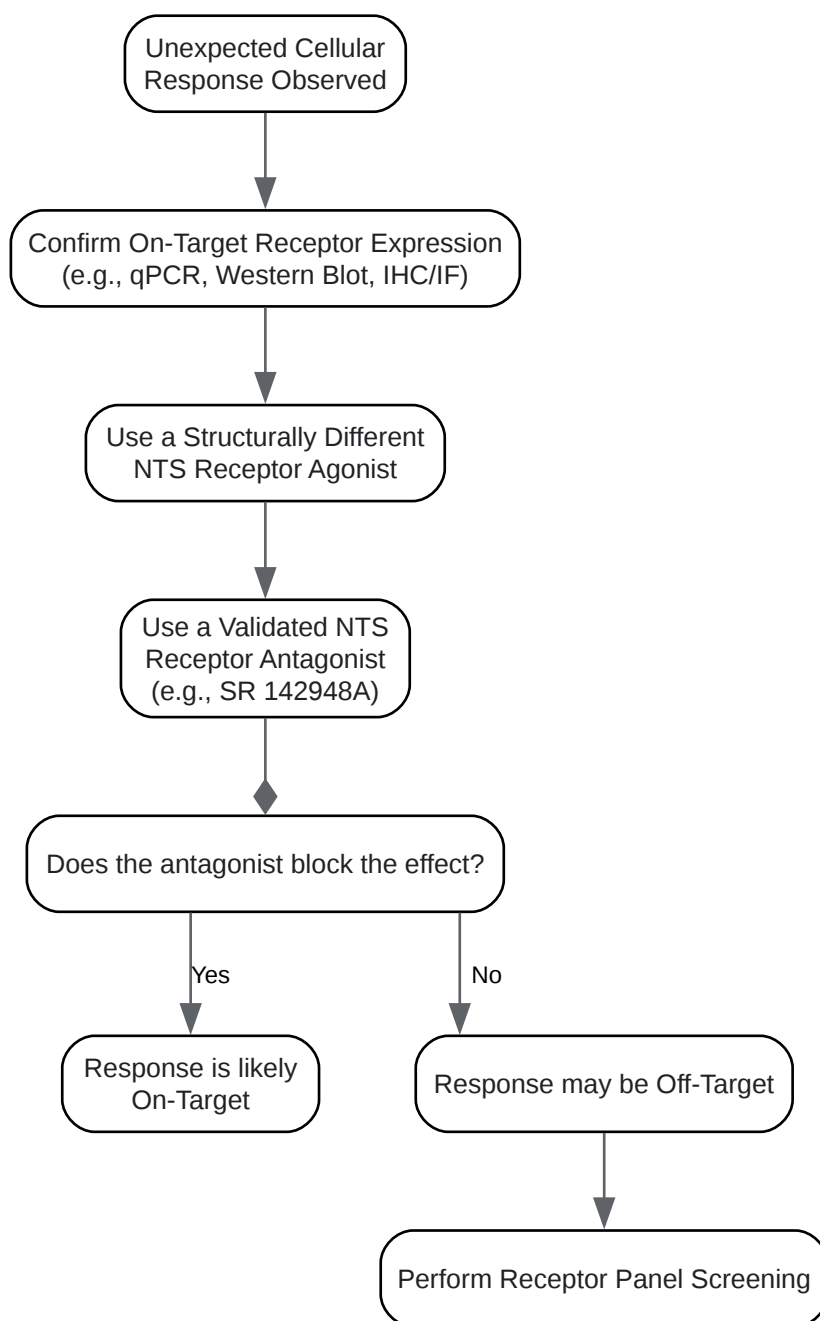 Unexpected Cellular
Response Observed
Confirm On-Target Receptor Expression
(e.g., qPCR, Western Blot, IHC/IF)
Use a Structurally Different
NTS Receptor Agonist
Use a Validated NTS
Receptor Antagonist
(e.g., SR 142948A)
Does the antagonist block the effect?
Yes
No
Response is likely
On-Target
Response may be Off-Target
Perform Receptor Panel Screening